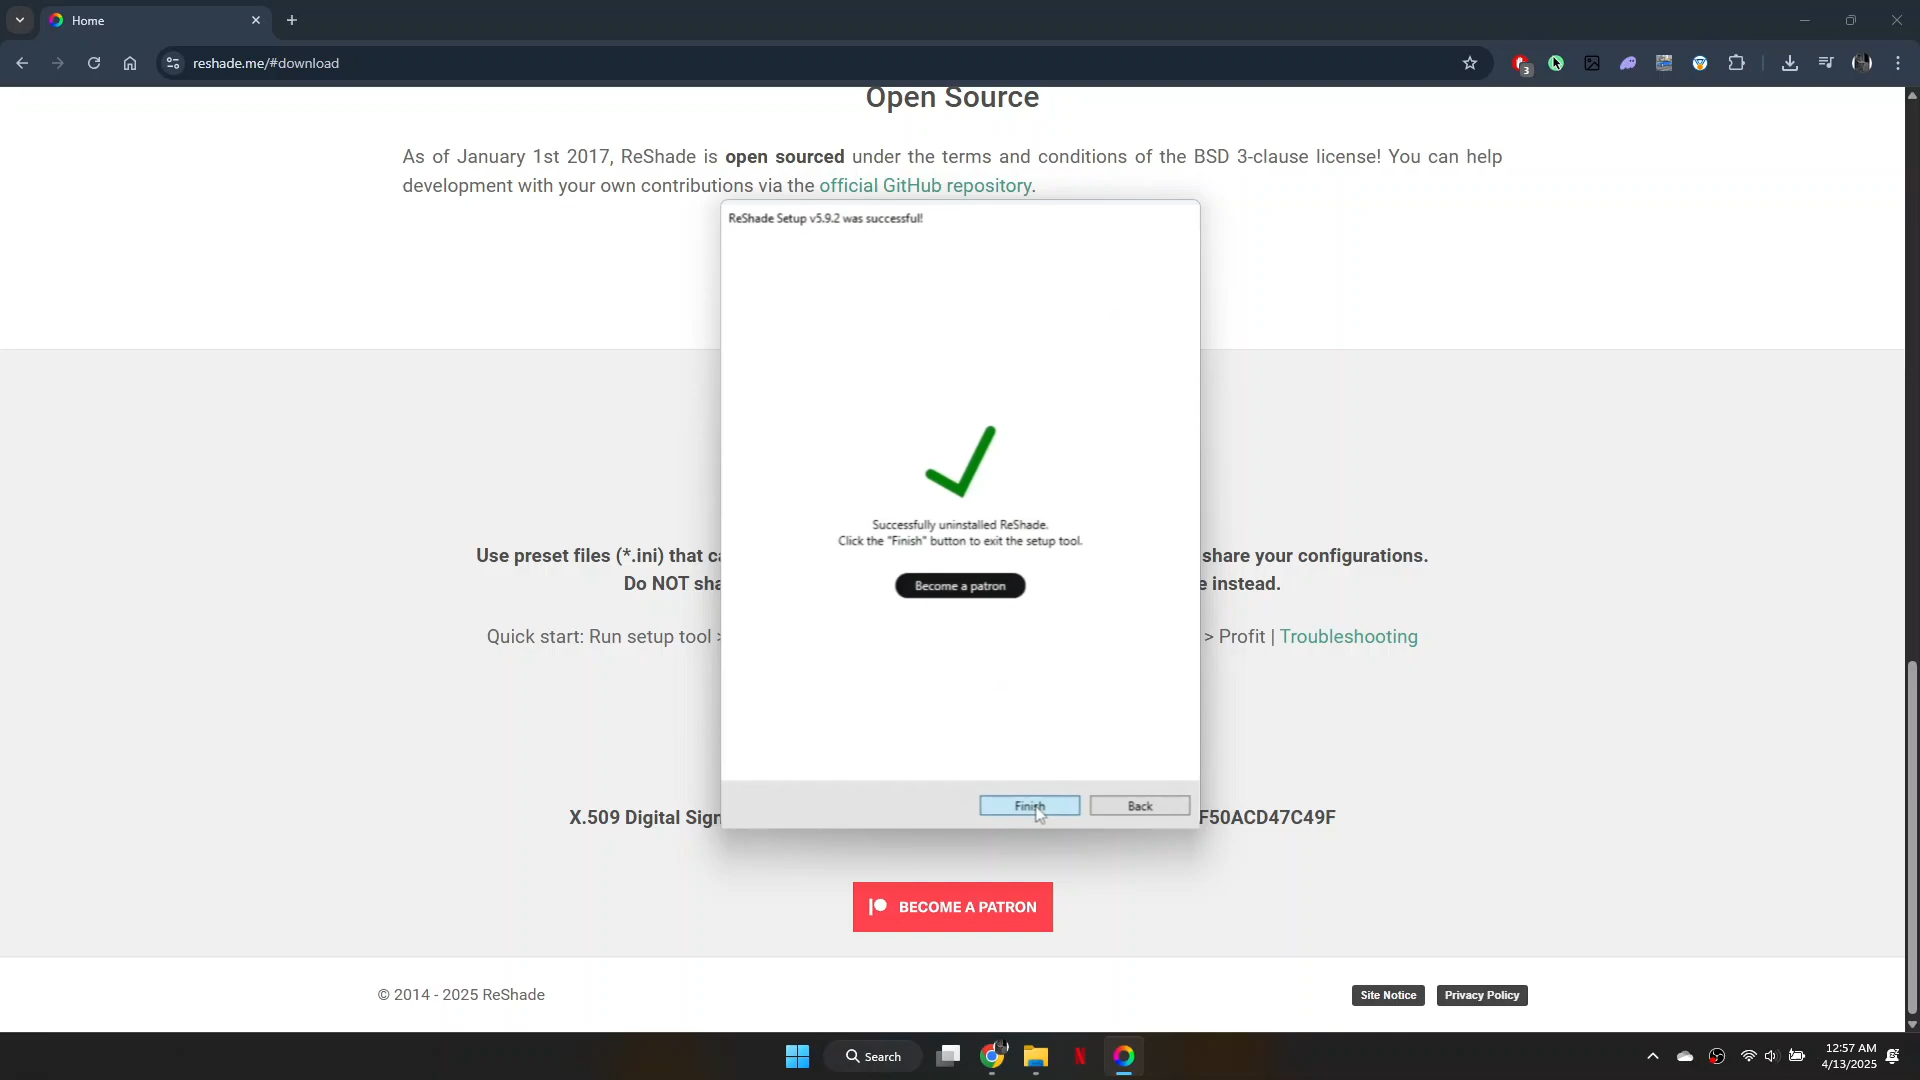 Home
reshade.me/#download
3
Open Source
As of January 1st 2017, ReShade is open sourced under the terms and conditions of the BSD 3-clause license! You can help
development with your own contributions via the official GitHub repository.
ReShade Setup v5.9.2 was successful!
Successfully uninstalled ReShade.
Click the "Finish" button to exit the setup tool.
Become a patron
Use preset files (*.ini) that ca
share your configurations.
Do NOT sha
e instead.
Quick start: Run setup tool >
> Profit | Troubleshooting
Finish
Back
X.509 Digital Sign
F50ACD47C49F
BECOME A PATRON
© 2014 - 2025 ReShade
Site Notice
Privacy Policy
Search
N
12:57 AM
4/13/2025